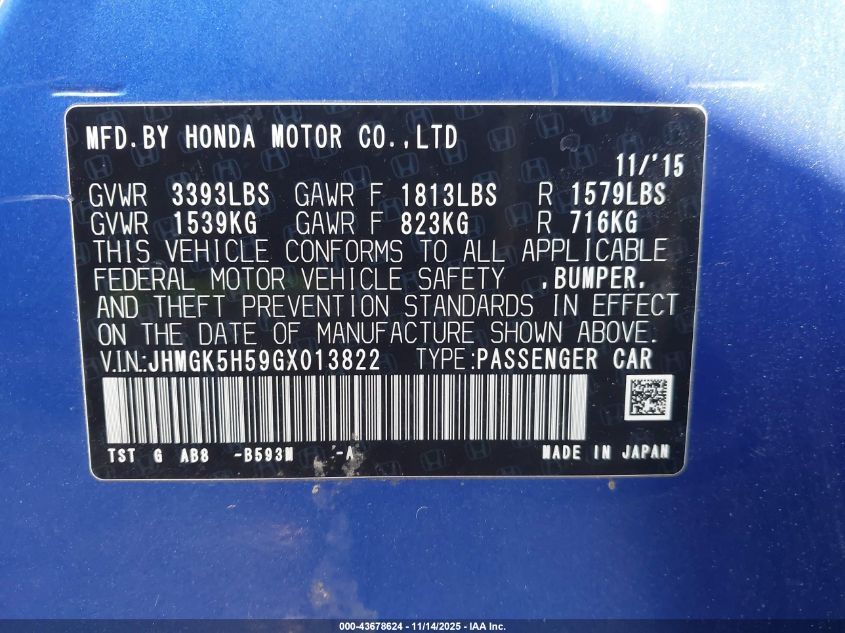 MFD.BY HONDA MOTOR CO.,LTD
11/'15
GVWR 3393LBS GAWR F 1813LBS R 1579LBS
GVWR 1539KG GAWR F 823KG R 716KG
THIS VEHICLE CONFORMS TO ALL APPLICABLE
FEDERAL MOTOR VEHICLE SAFETY ,BUMPER,
AND THEFT PREVENTION STANDARDS IN EFFECT
ON THE DATE OF MANUFACTURE SHOWN ABOVE.
V.I.N.:JHMGK5H59GX013822 TYPE:PASSENGER CAR
TST G AB8 -B593M -A MADE IN JAPAN
000-43678624 | 11/14/2025 - IAA Inc.